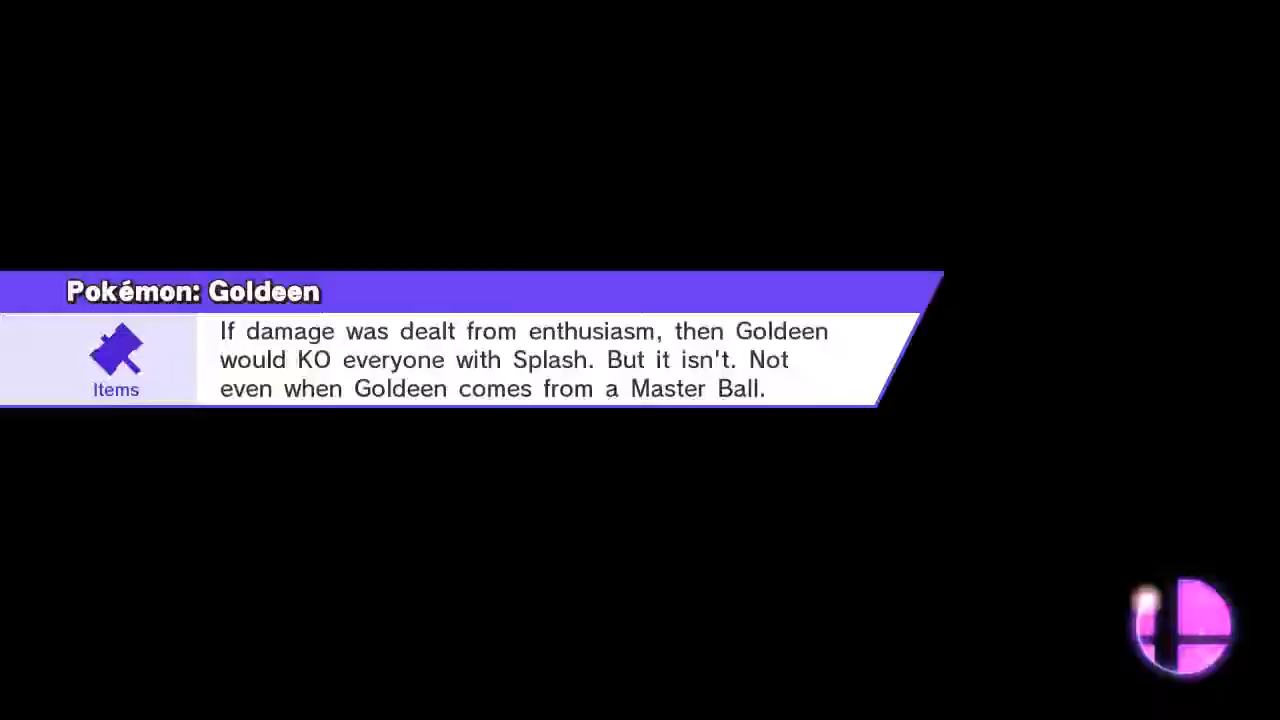 Pokémon: Goldeen
Items
If damage was dealt from enthusiasm, then Goldeen
would KO everyone with Splash. But it isn't. Not
even when Goldeen comes from a Master Ball.